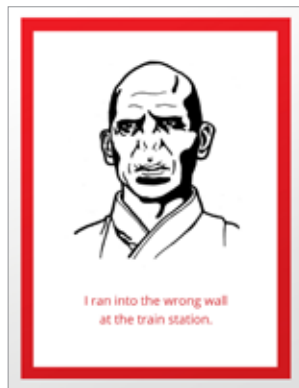 I ran into the wrong wall
at the train station.